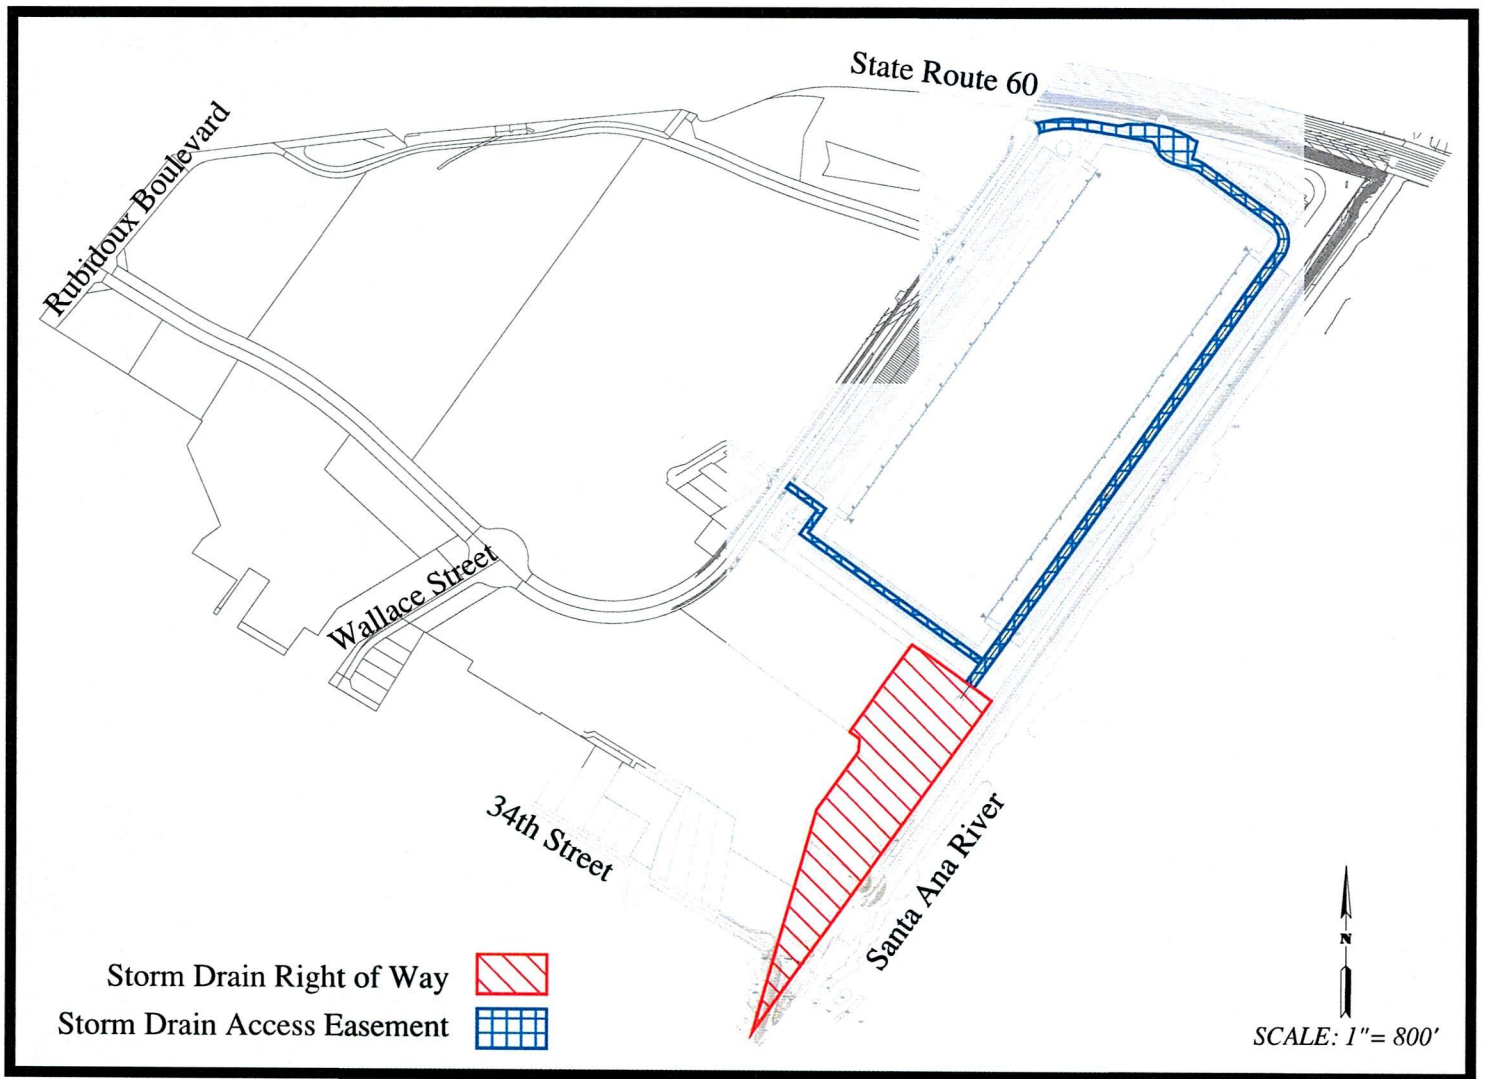 State Route 60
Rubidoux Boulevard
Wallace Street
34th Street
Santa Ana River
Storm Drain Right of Way
Storm Drain Access Easement
N
SCALE: 1"= 800'